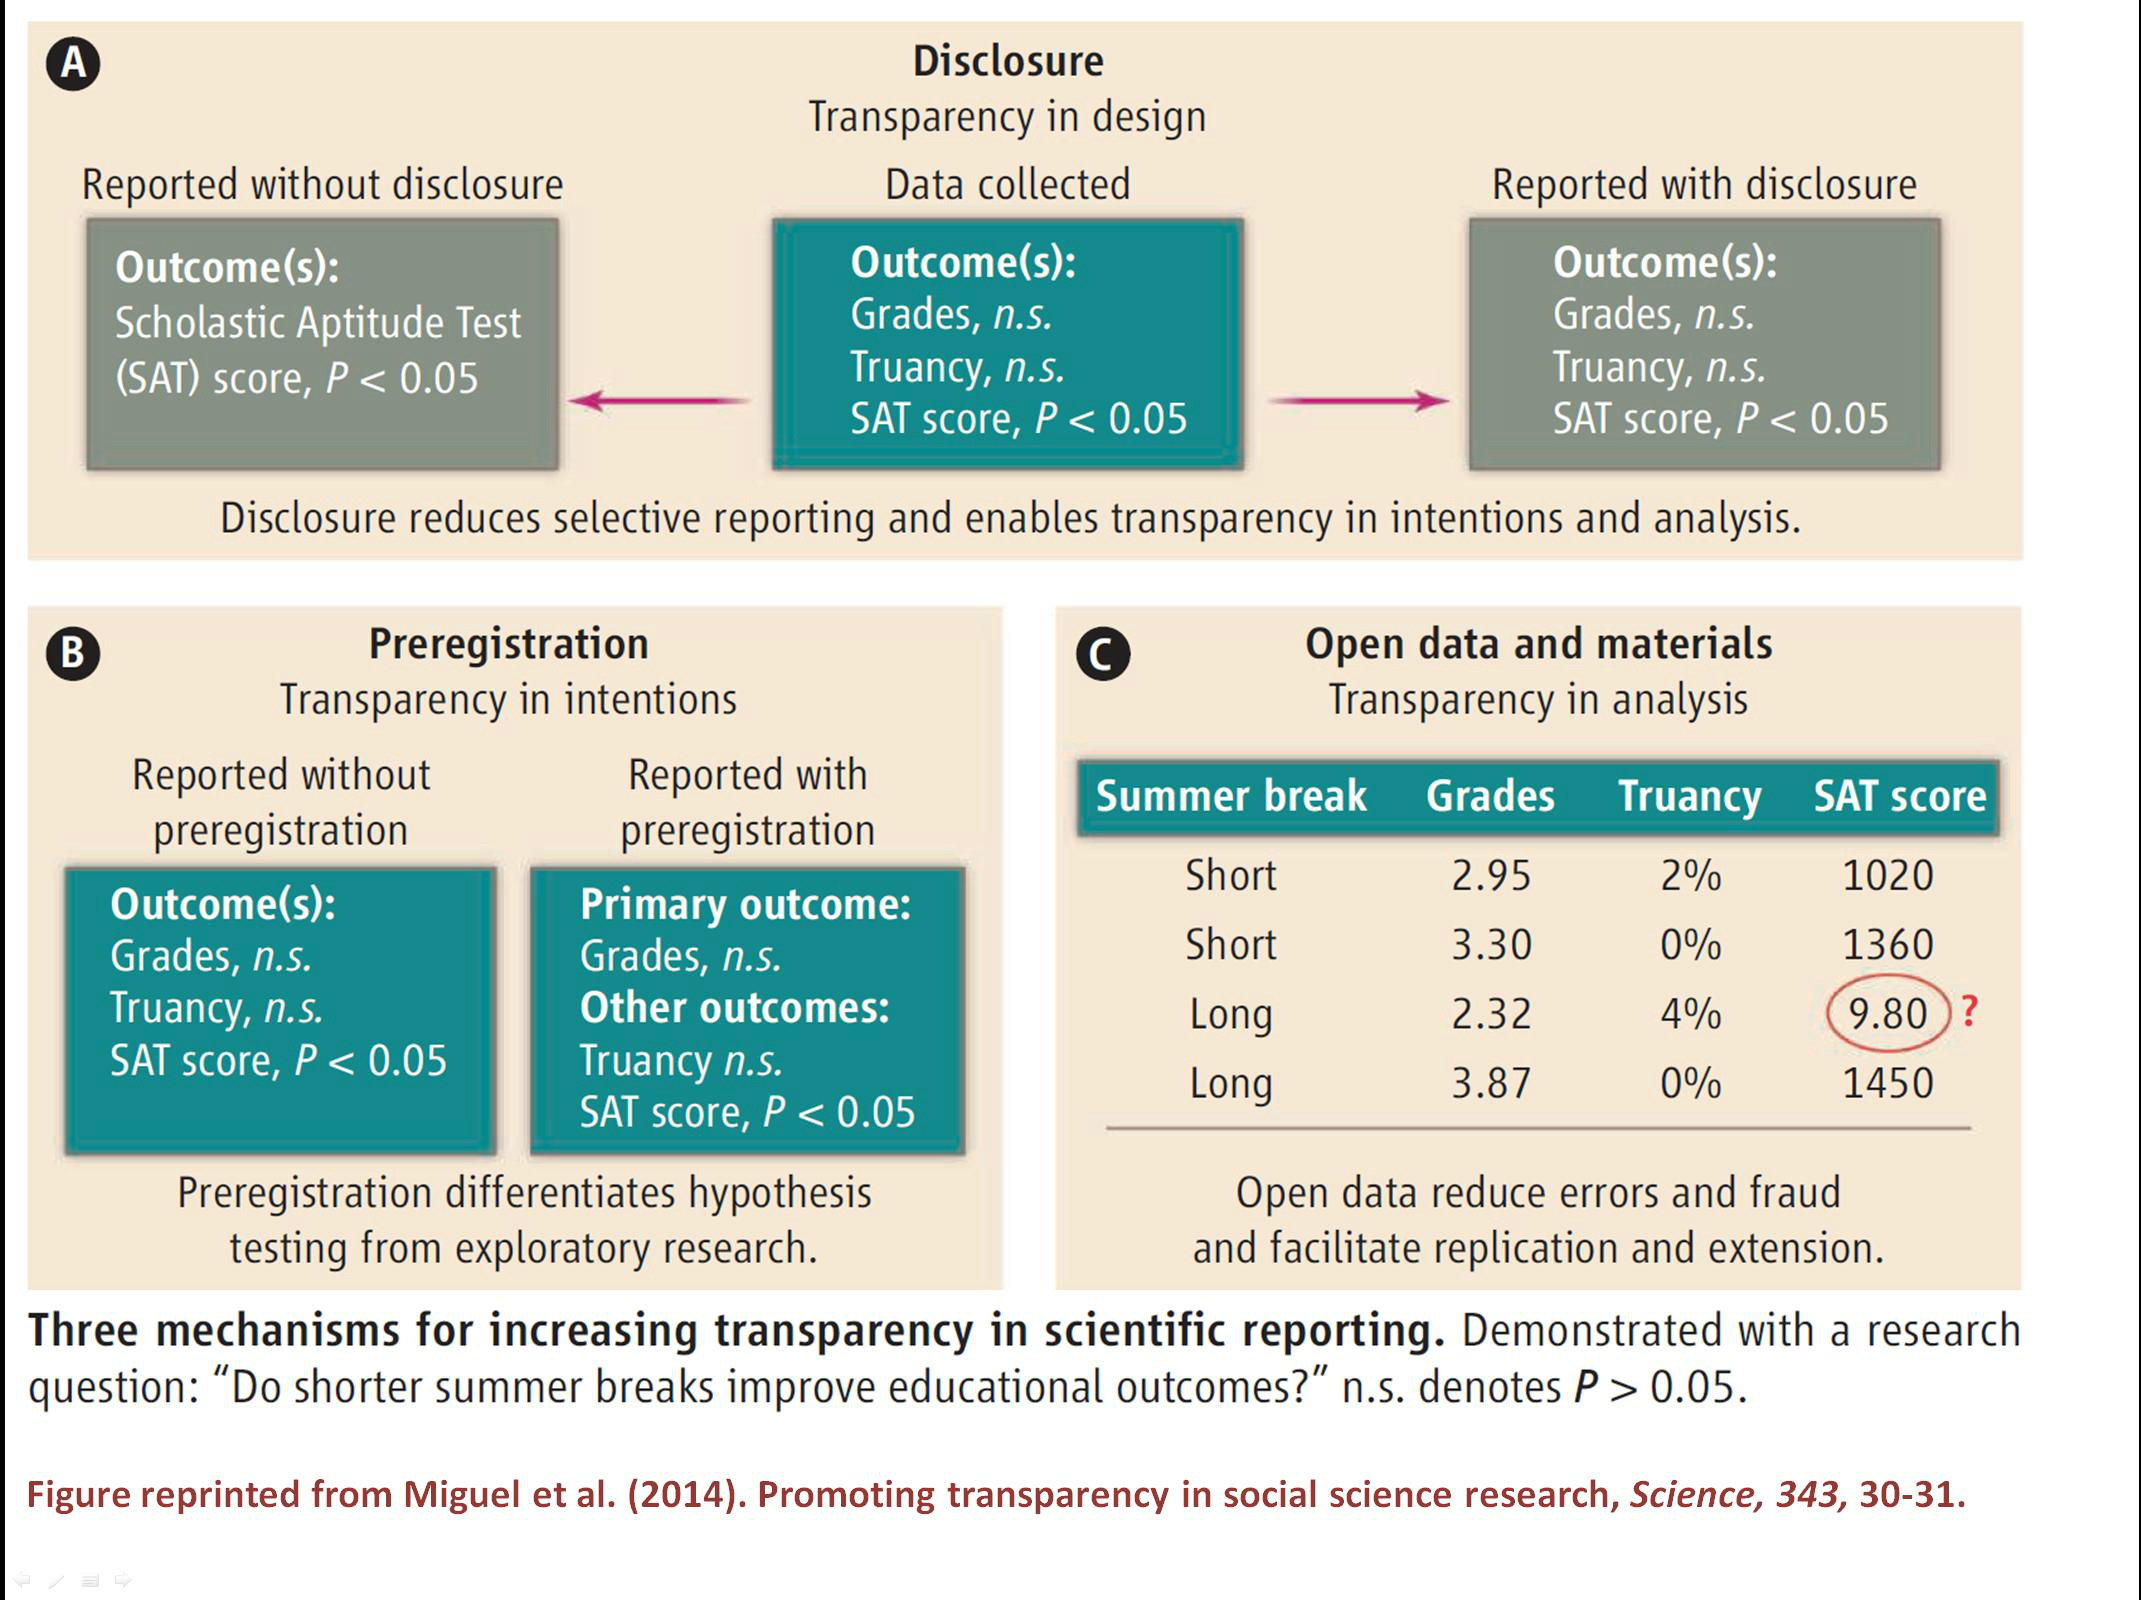 A
Disclosure
Transparency in design
Reported without disclosure
Outcome(s):
Scholastic Aptitude Test
(SAT) score, P < 0.05
Data collected
Outcome(s):
Grades, n.s.
Truancy, n.s.
SAT score, P < 0.05
Reported with disclosure
Outcome(s):
Grades, n.s.
Truancy, n.s.
SAT score, P < 0.05
Disclosure reduces selective reporting and enables transparency in intentions and analysis.
B
Preregistration
Transparency in intentions
Reported without
preregistration
Outcome(s):
Grades, n.s.
Truancy, n.s.
SAT score, P < 0.05
Reported with
preregistration
Primary outcome:
Grades, n.s.
Other outcomes:
Truancy n.s.
SAT score, P < 0.05
Preregistration differentiates hypothesis
testing from exploratory research.
C
Open data and materials
Transparency in analysis
Summer break Grades Truancy SAT score
Short 2.95 2% 1020
Short 3.30 0% 1360
Long 2.32 4% 9.80 ?
Long 3.87 0% 1450
Open data reduce errors and fraud
and facilitate replication and extension.
Three mechanisms for increasing transparency in scientific reporting. Demonstrated with a research
question: “Do shorter summer breaks improve educational outcomes?” n.s. denotes P > 0.05.
Figure reprinted from Miguel et al. (2014). Promoting transparency in social science research, Science, 343, 30-31.